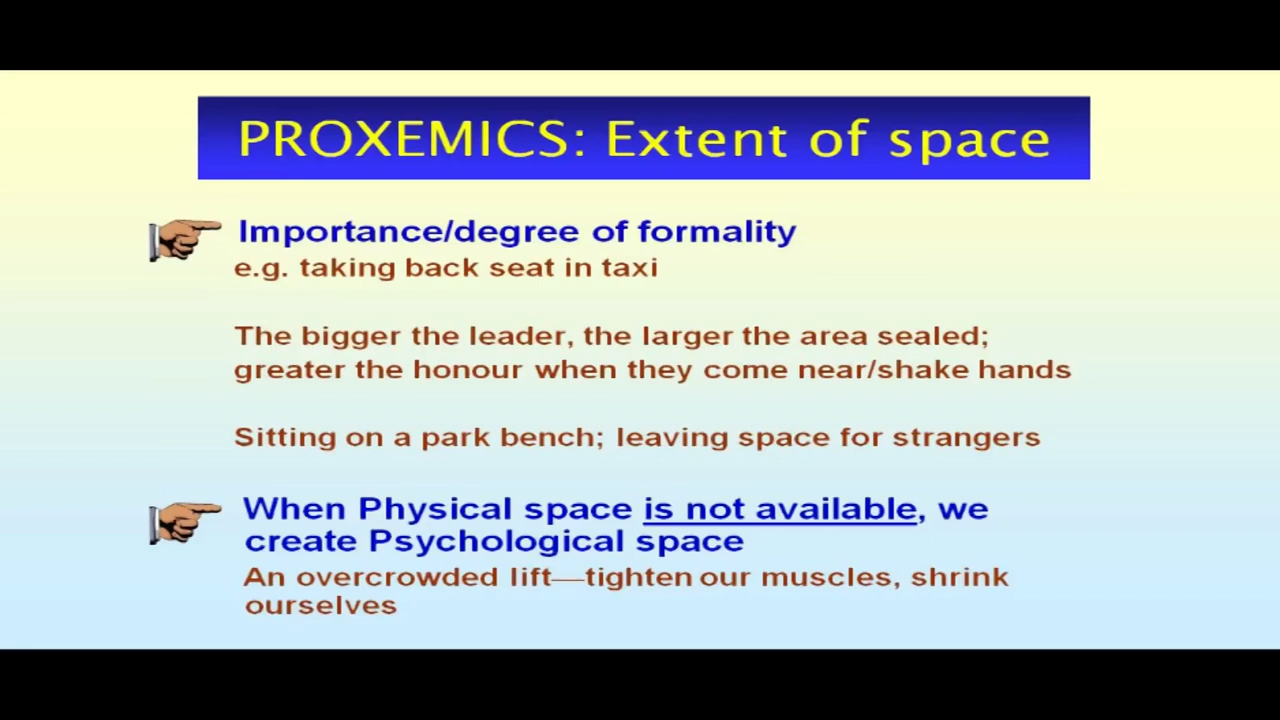 PROXEMICS: Extent of space
Importance/degree of formality
e.g. taking back seat in taxi
The bigger the leader, the larger the area sealed;
greater the honour when they come near/shake hands
Sitting on a park bench; leaving space for strangers
When Physical space is not available, we
create Psychological space
An overcrowded lift—tighten our muscles, shrink
ourselves